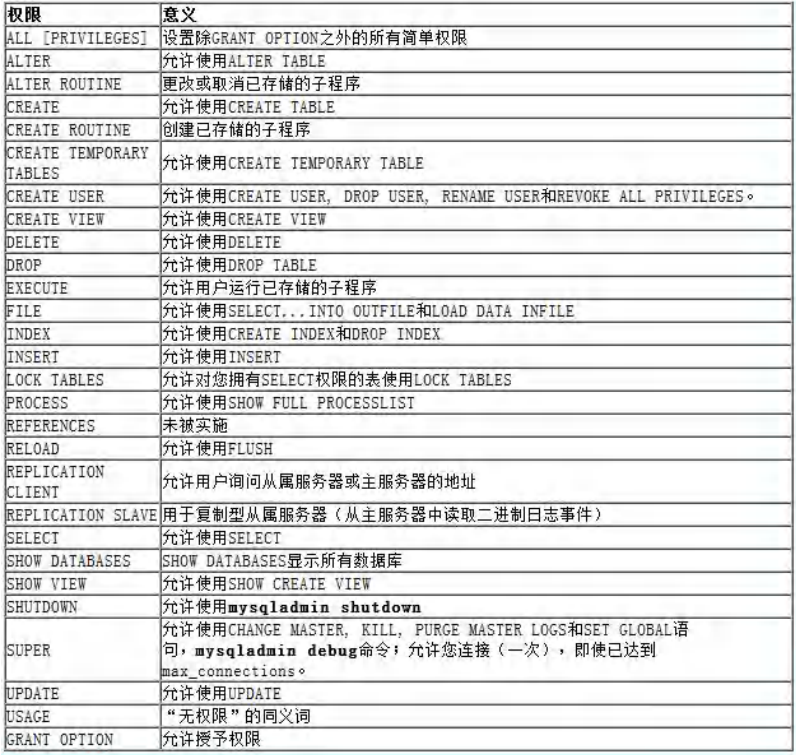 权限 意义
ALL [PRIVILEGES] 设置除GRANT OPTION之外的所有简单权限
ALTER 允许使用ALTER TABLE
ALTER ROUTINE 更改或取消已存储的子程序
CREATE 允许使用CREATE TABLE
CREATE ROUTINE 创建已存储的子程序
CREATE TEMPORARY
TABLES 允许使用CREATE TEMPORARY TABLE
CREATE USER 允许使用CREATE USER, DROP USER, RENAME USER和REVOKE ALL PRIVILEGES。
CREATE VIEW 允许使用CREATE VIEW
DELETE 允许使用DELETE
DROP 允许使用DROP TABLE
EXECUTE 允许用户运行已存储的子程序
FILE 允许使用SELECT...INTO OUTFILE和LOAD DATA INFILE
INDEX 允许使用CREATE INDEX和DROP INDEX
INSERT 允许使用INSERT
LOCK TABLES 允许对您拥有SELECT权限的表使用LOCK TABLES
PROCESS 允许使用SHOW FULL PROCESSLIST
REFERENCES 未被实施
RELOAD 允许使用FLUSH
REPLICATION
CLIENT 允许用户询问从属服务器或主服务器的地址
REPLICATION SLAVE 用于复制型从属服务器（从主服务器中读取二进制日志事件）
SELECT 允许使用SELECT
SHOW DATABASES SHOW DATABASES显示所有数据库
SHOW VIEW 允许使用SHOW CREATE VIEW
SHUTDOWN 允许使用mysqladmin shutdown
SUPER 允许使用CHANGE MASTER, KILL, PURGE MASTER LOGS和SET GLOBAL语
句，mysqladmin debug命令；允许您连接（一次），即使已达到
max_connections。
UPDATE 允许使用UPDATE
USAGE “无权限”的同义词
GRANT OPTION 允许授予权限